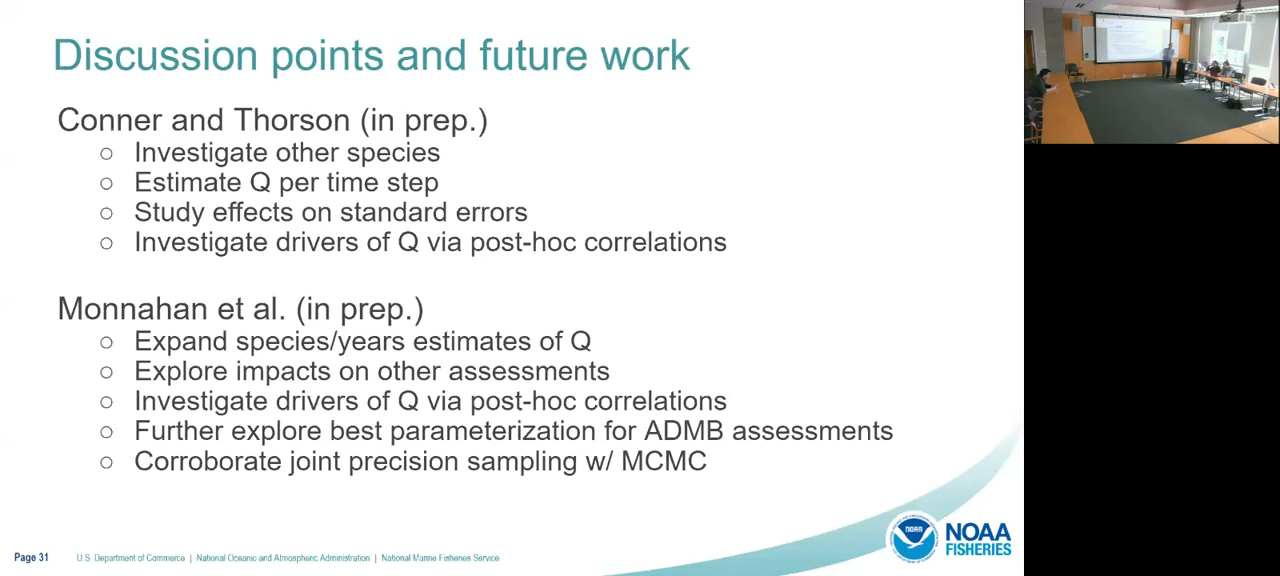 Discussion points and future work
Conner and Thorson (in prep.)
○ Investigate other species
○ Estimate Q per time step
○ Study effects on standard errors
○ Investigate drivers of Q via post-hoc correlations
Monnahan et al. (in prep.)
○ Expand species/years estimates of Q
○ Explore impacts on other assessments
○ Investigate drivers of Q via post-hoc correlations
○ Further explore best parameterization for ADMB assessments
○ Corroborate joint precision sampling w/ MCMC
Page 31
U.S. Department of Commerce | National Oceanic and Atmospheric Administration | National Marine Fisheries Service
NOAA
NOAA
FISHERIES